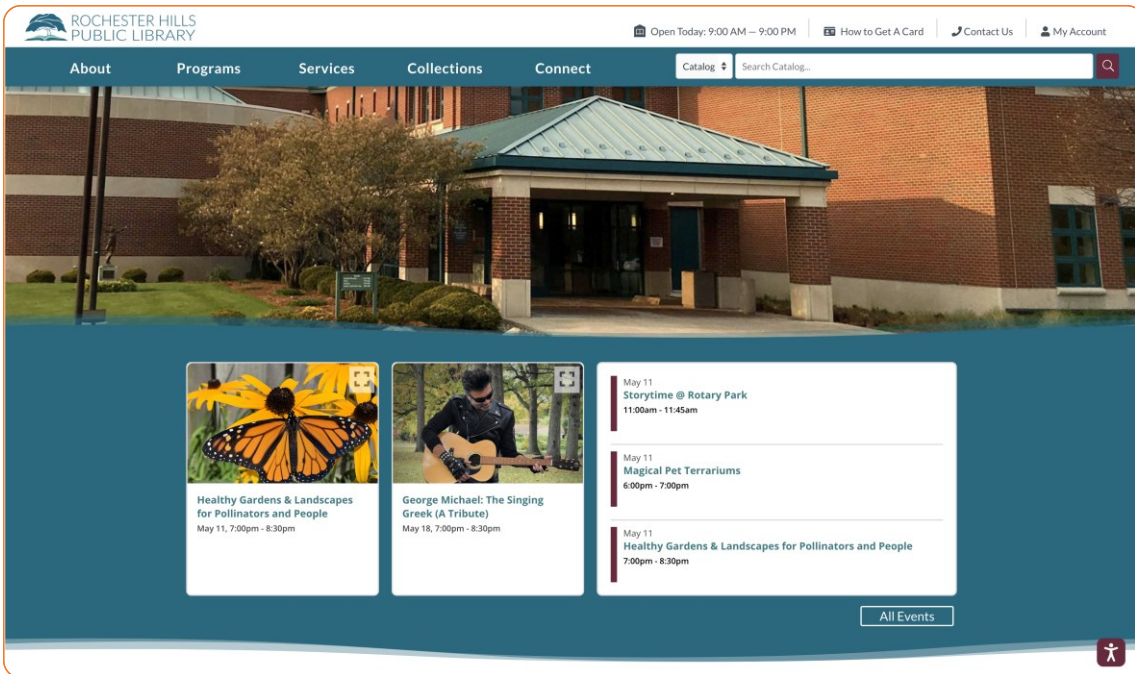 ROCHESTER HILLS
PUBLIC LIBRARY
Open Today: 9:00 AM — 9:00 PM
How to Get A Card
Contact Us
My Account
About
Programs
Services
Collections
Connect
Catalog
Search Catalog...
Healthy Gardens & Landscapes
for Pollinators and People
May 11, 7:00pm - 8:30pm
George Michael: The Singing
Greek (A Tribute)
May 18, 7:00pm - 8:30pm
May 11
Storytime @ Rotary Park
11:00am - 11:45am
May 11
Magical Pet Terrariums
6:00pm - 7:00pm
May 11
Healthy Gardens & Landscapes for Pollinators and People
7:00pm - 8:30pm
All Events